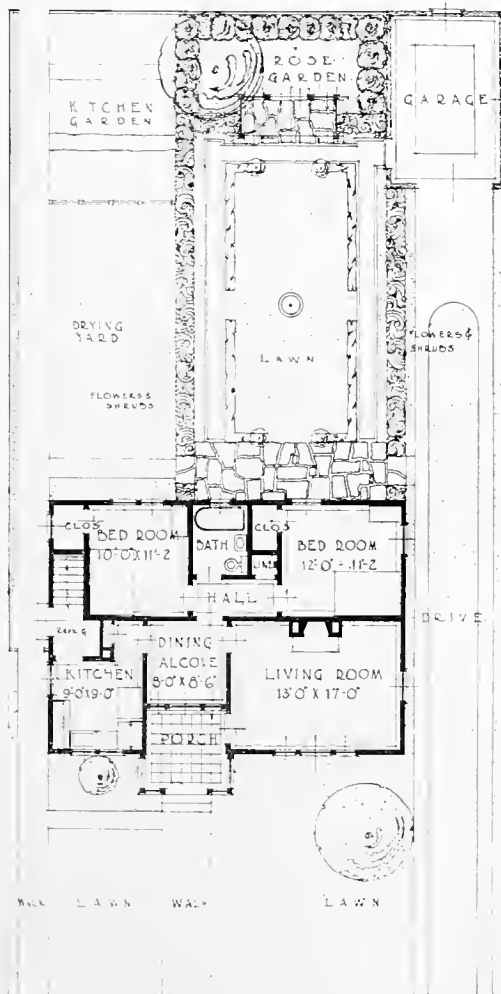 ROSE
GARDEN
GARAGE
KITCHEN
GARDEN
DRYING
YARD
FLOWERS &
SHRUBS
LAWN
FLOWERS &
SHRUBS
CLOS
BED ROOM
10'-0" X 11'-2
BATH
CLOS
LINEN
BED ROOM
12'-0" - 11'-2
HALL
DRIVE
REFRG
DINING
ALCOVE
8'-0" X 8'-6"
KITCHEN
9'-0" X 9'-0"
LIVING ROOM
13'0" X 17'-0"
PORCH
WALK
LAWN
WALK
LAWN